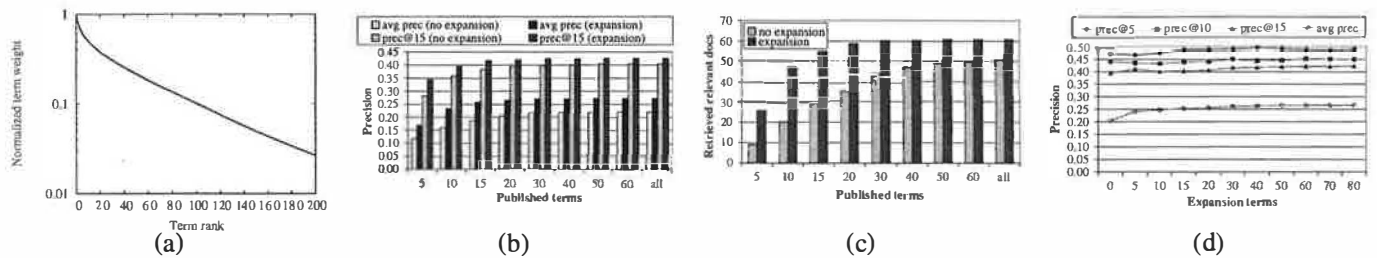 1
0.1
0.01
Normalized term weight
0 20 40 60 80 100 120 140 160 180 200
Term rank
(a)
avg prec (no expansion) avg prec (expansion)
prec@15 (no expansion) prec@15 (expansion)
0.45
0.40
0.35
0.30
0.25
0.20
0.15
0.10
0.05
0.00
Precision
5 10 15 20 30 40 50 60 all
Published terms
(b)
no expansion
expansion
70
60
50
40
30
20
10
0
Retrieved relevant docs
5 10 15 20 30 40 50 60 all
Published terms
(c)
prec@5 prec@10 prec@15 avg prec
0.50
0.45
0.40
0.35
0.30
0.25
0.20
0.15
0.10
0.05
0.00
Precision
0 5 10 15 20 30 40 50 60 70 80
Expansion terms
(d)